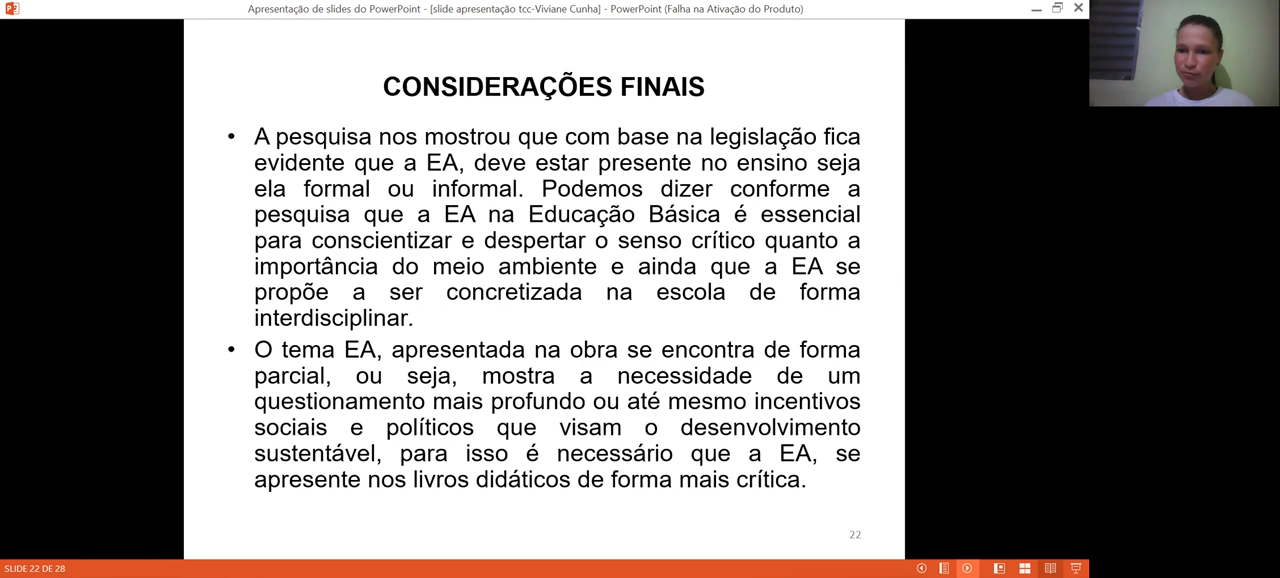 Apresentação de slides do PowerPoint - [slide apresentação tcc-Viviane Cunha] - PowerPoint (Falha na Ativação do Produto)
CONSIDERAÇÕES FINAIS
• A pesquisa nos mostrou que com base na legislação fica
evidente que a EA, deve estar presente no ensino seja
ela formal ou informal. Podemos dizer conforme a
pesquisa que a EA na Educação Básica é essencial
para conscientizar e despertar o senso crítico quanto a
importância do meio ambiente e ainda que a EA se
propõe a ser concretizada na escola de forma
interdisciplinar.
• O tema EA, apresentada na obra se encontra de forma
parcial, ou seja, mostra a necessidade de um
questionamento mais profundo ou até mesmo incentivos
sociais e políticos que visam o desenvolvimento
sustentável, para isso é necessário que a EA, se
apresente nos livros didáticos de forma mais crítica.
22
SLIDE 22 DE 28